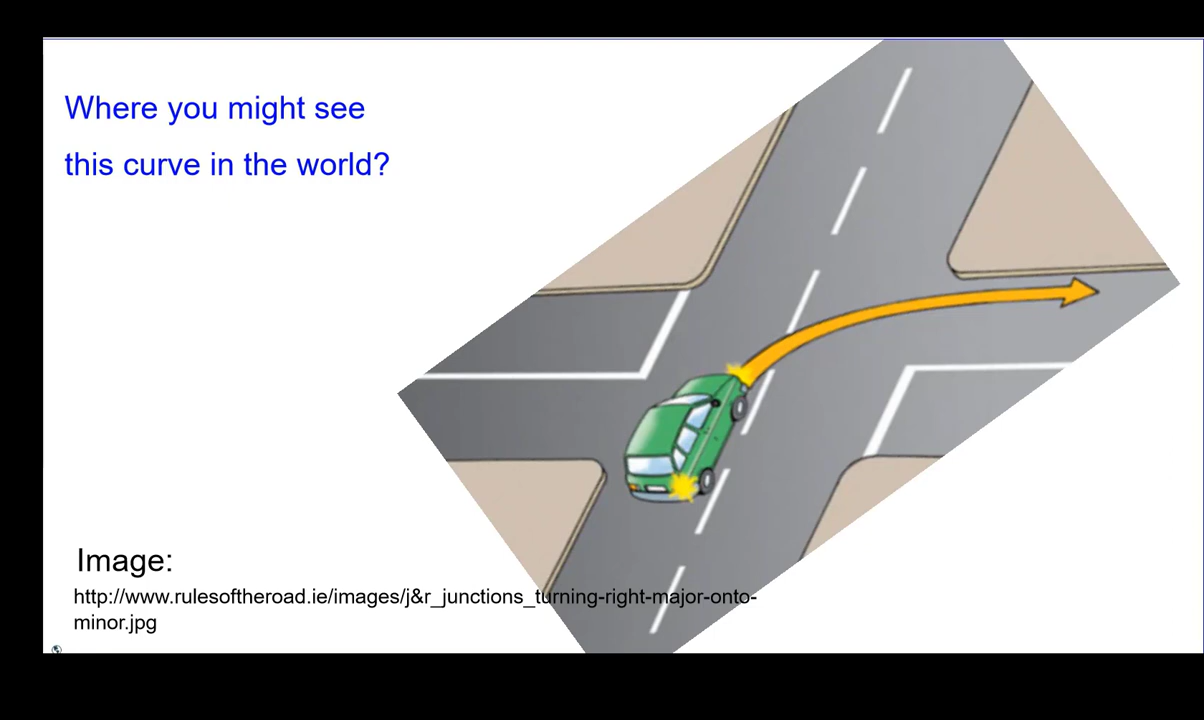 Where you might see
this curve in the world?
Image:
http://www.rulesoftheroad.ie/images/j&r_junctions_turning-right-major-onto-
minor.jpg